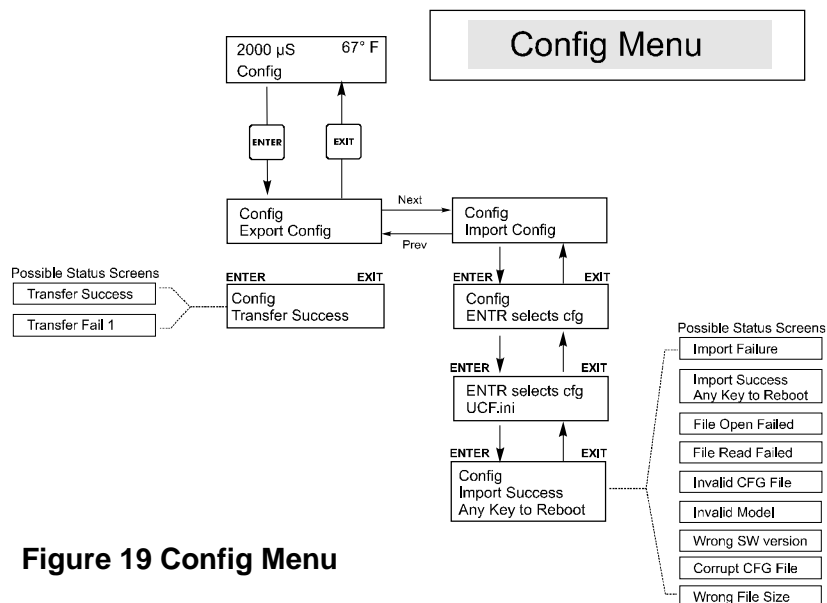 Config Menu
2000 µS 67° F
Config
ENTER
EXIT
Config
Export Config
Next
Prev
Config
Import Config
Possible Status Screens
Transfer Success
Transfer Fail 1
ENTER EXIT
Config
Transfer Success
ENTER EXIT
Config
ENTR selects cfg
ENTER EXIT
ENTR selects cfg
UCF.ini
ENTER EXIT
Config
Import Success
Any Key to Reboot
Possible Status Screens
Import Failure
Import Success
Any Key to Reboot
File Open Failed
File Read Failed
Invalid CFG File
Invalid Model
Wrong SW version
Corrupt CFG File
Wrong File Size
Figure 19 Config Menu